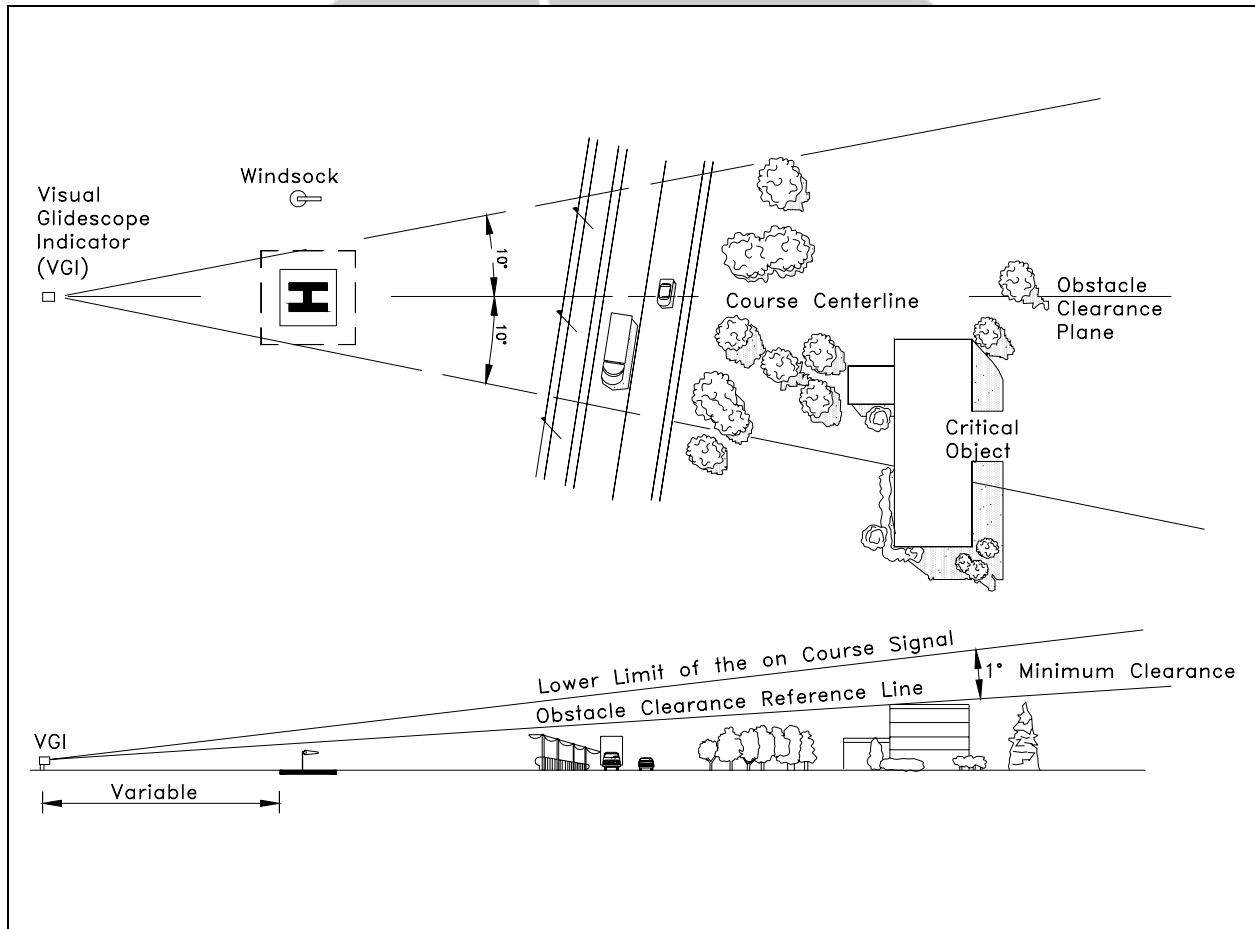 Windsock
Visual
Glidescope
Indicator
(VGI)
10°
H
10°
Course Centerline
Obstacle
Clearance
Plane
Critical
Object
Lower Limit of the on Course Signal
1° Minimum Clearance
Obstacle Clearance Reference Line
VGI
Variable